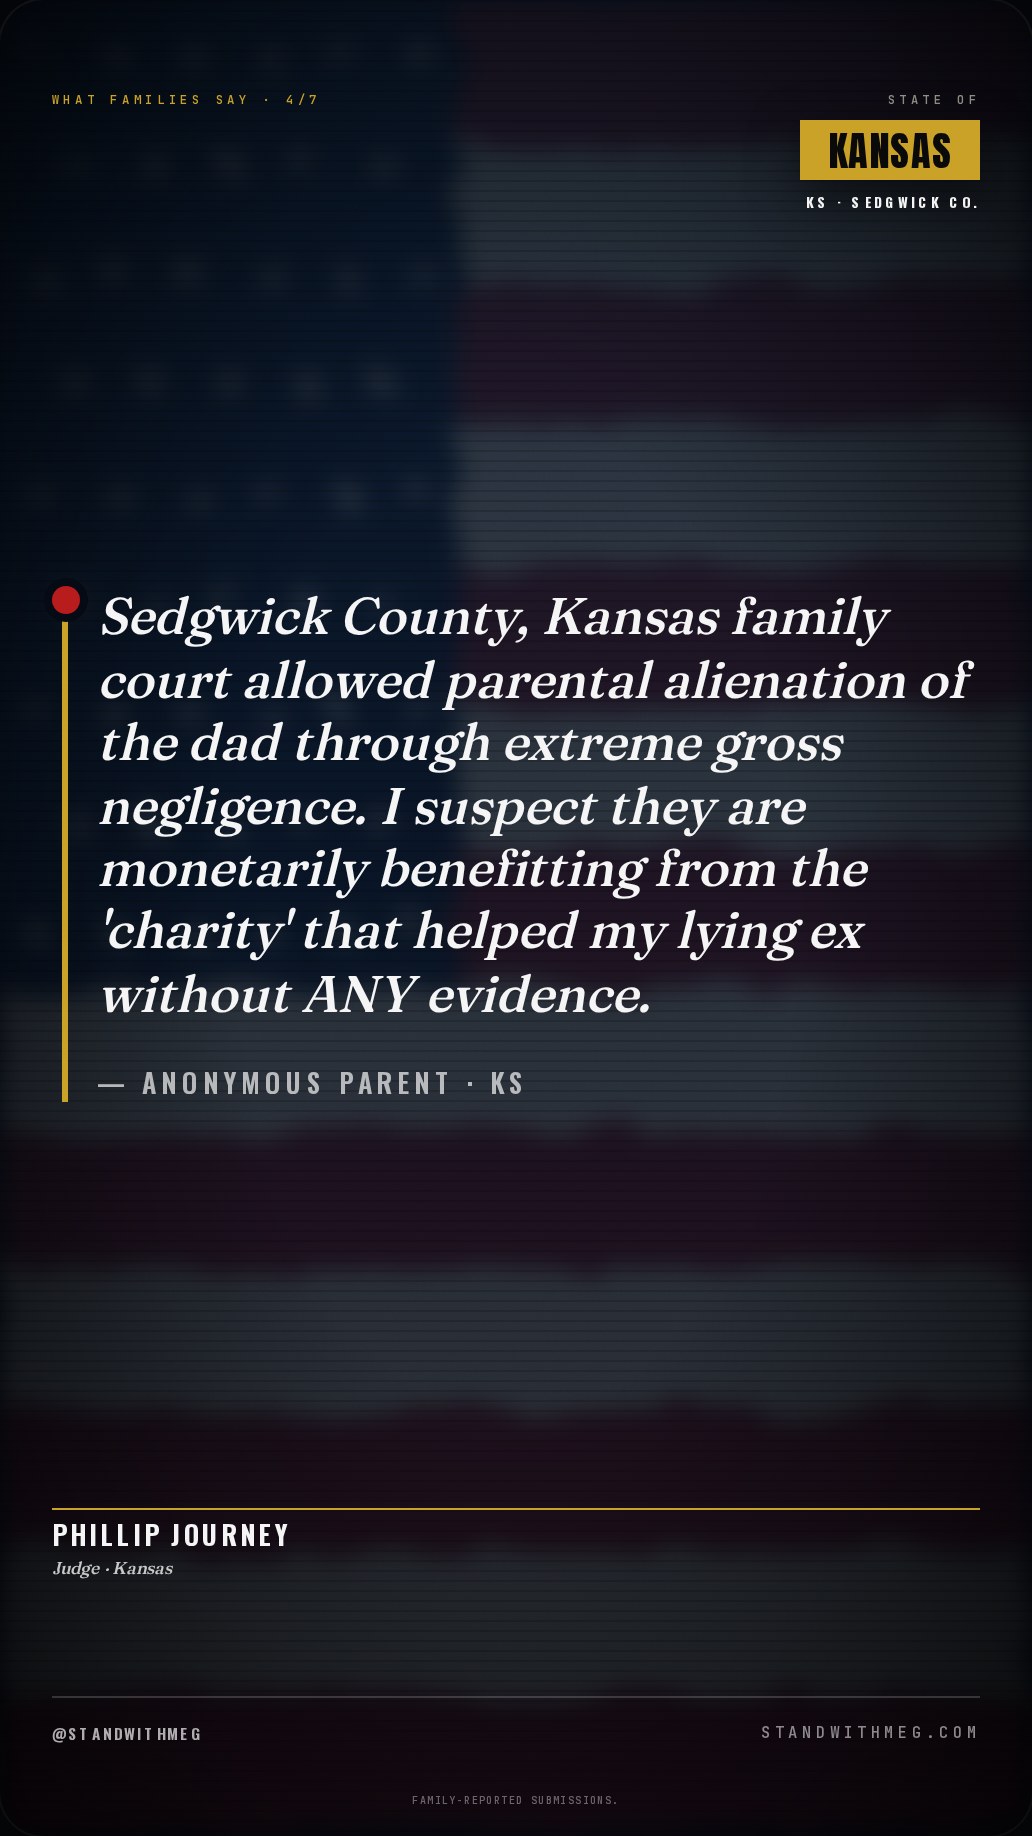 WHAT FAMILIES SAY · 4/7
STATE OF
KANSAS
KS · SEDGWICK CO.
Sedgwick County, Kansas family
court allowed parental alienation of
the dad through extreme gross
negligence. I suspect they are
monetarily benefitting from the
'charity' that helped my lying ex
without ANY evidence.
— ANONYMOUS PARENT · KS
PHILLIP JOURNEY
Judge · Kansas
@STANDWITHMEG
STANDWITHMEG.COM
FAMILY-REPORTED SUBMISSIONS.